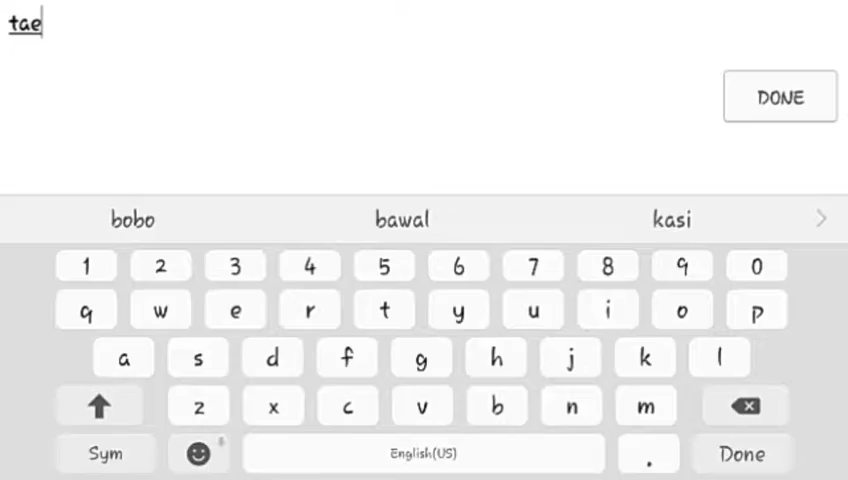 tae
DONE
bobo bawal kasi
1 2 3 4 5 6 7 8 9 0
q w e r t y u i o p
a s d f g h j k l
z x c v b n m
Sym English(US) . Done